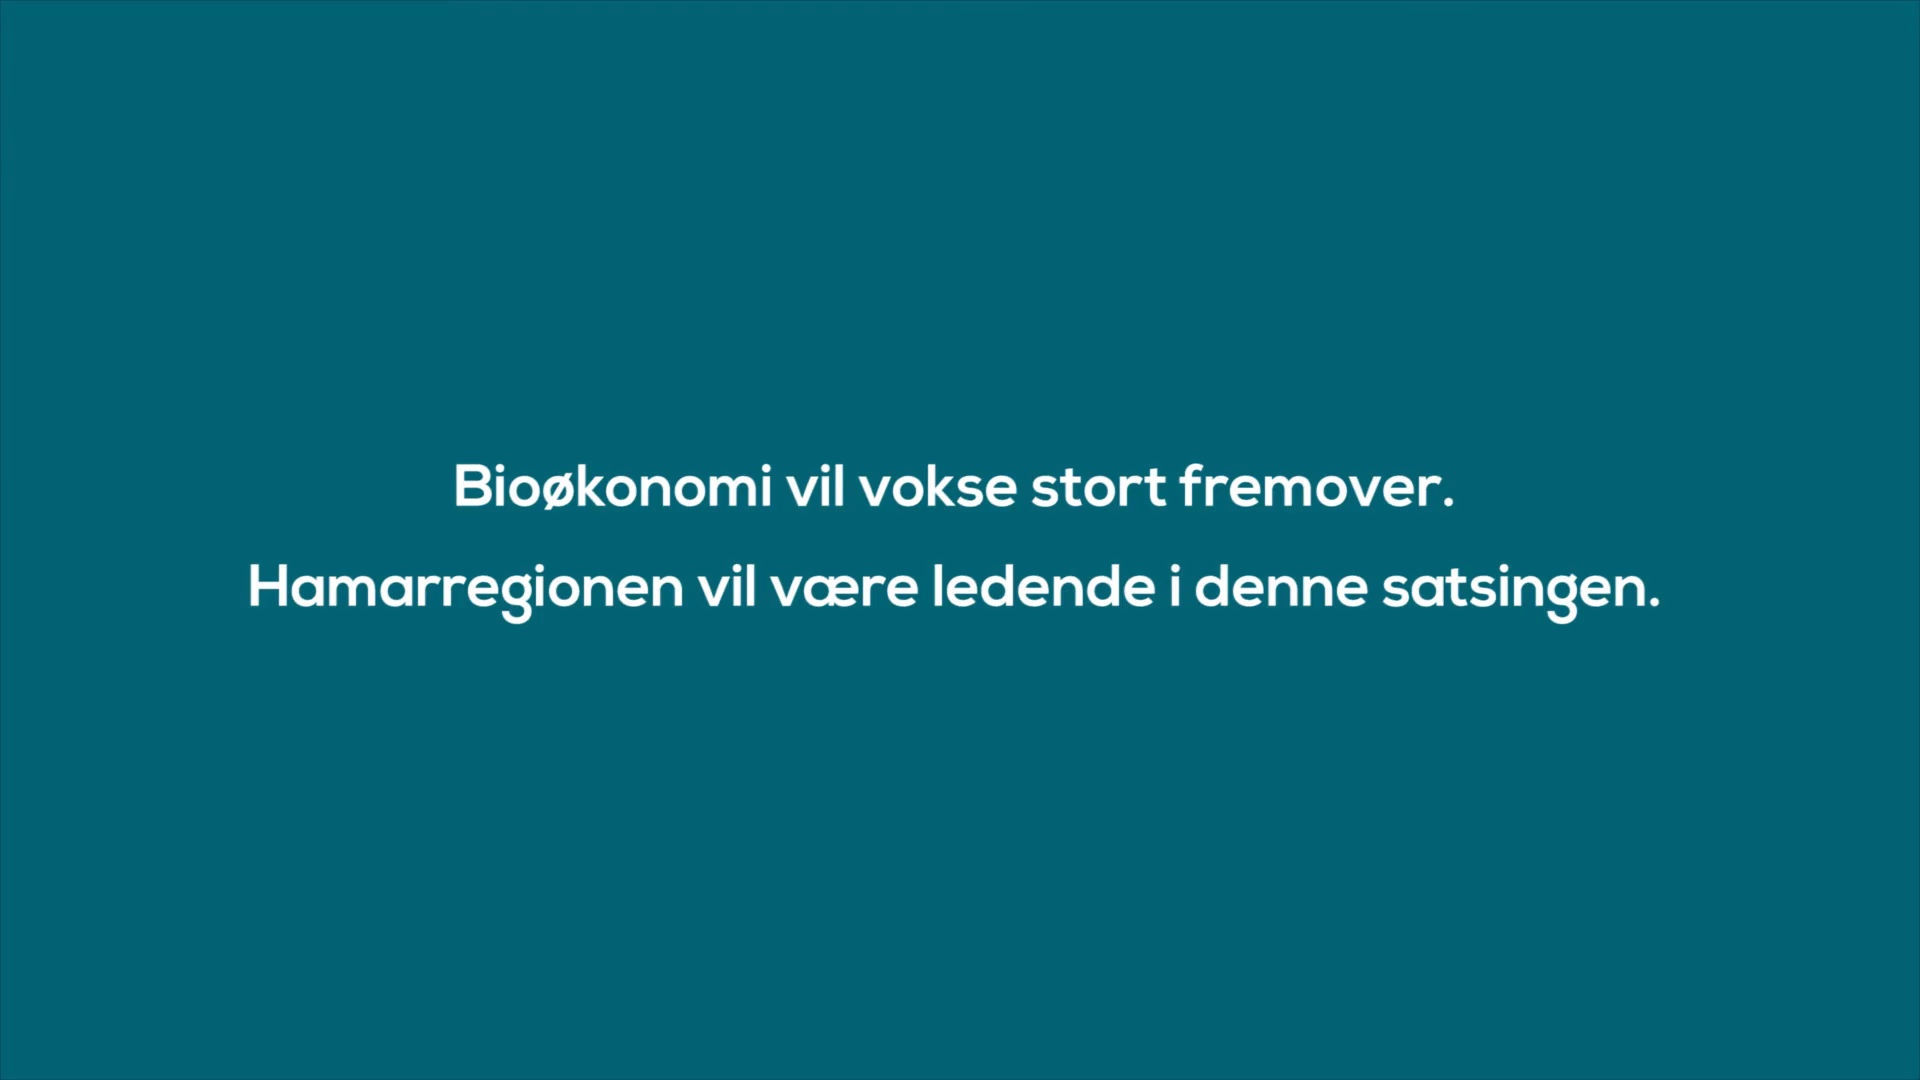 Bioøkonomi vil vokse stort fremover.
Hamarregionen vil være ledende i denne satsingen.